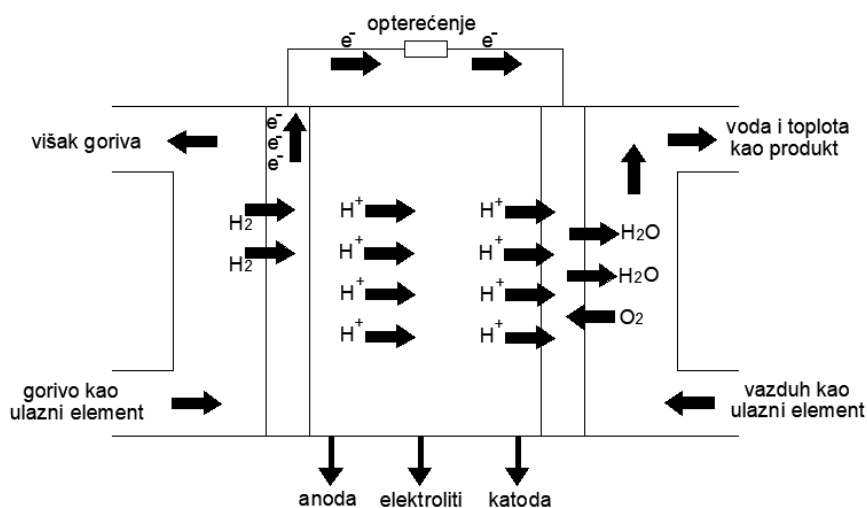 opterećenje
e- e-
višak goriva
e-
e-
e-
voda i toplota
kao produkt
H2
H2
H+ H+
H+ H+
H+ H+
H+ H+
H2O
H2O
O2
gorivo kao
ulazni element
vazduh kao
ulazni element
anoda elektroliti katoda